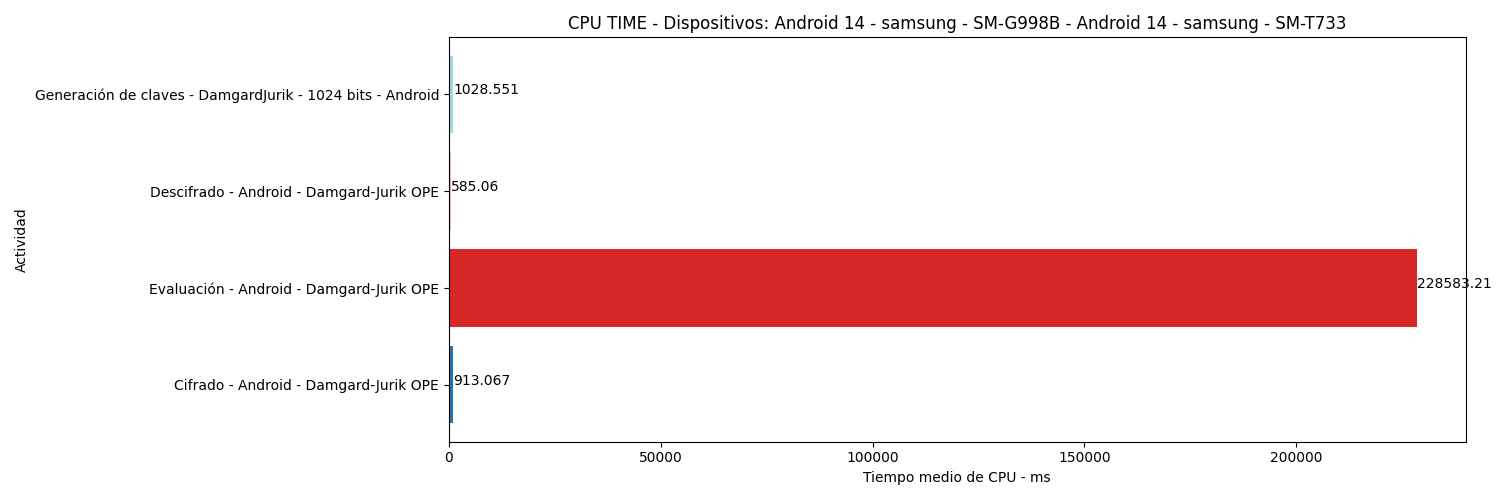 CPU TIME - Dispositivos: Android 14 - samsung - SM-G998B - Android 14 - samsung - SM-T733
Generación de claves - DamgardJurik - 1024 bits - Android
1028.551
Descifrado - Android - Damgard-Jurik OPE
585.06
Actividad
Evaluación - Android - Damgard-Jurik OPE
228583.21
Cifrado - Android - Damgard-Jurik OPE
913.067
0 50000 100000 150000 200000
Tiempo medio de CPU - ms